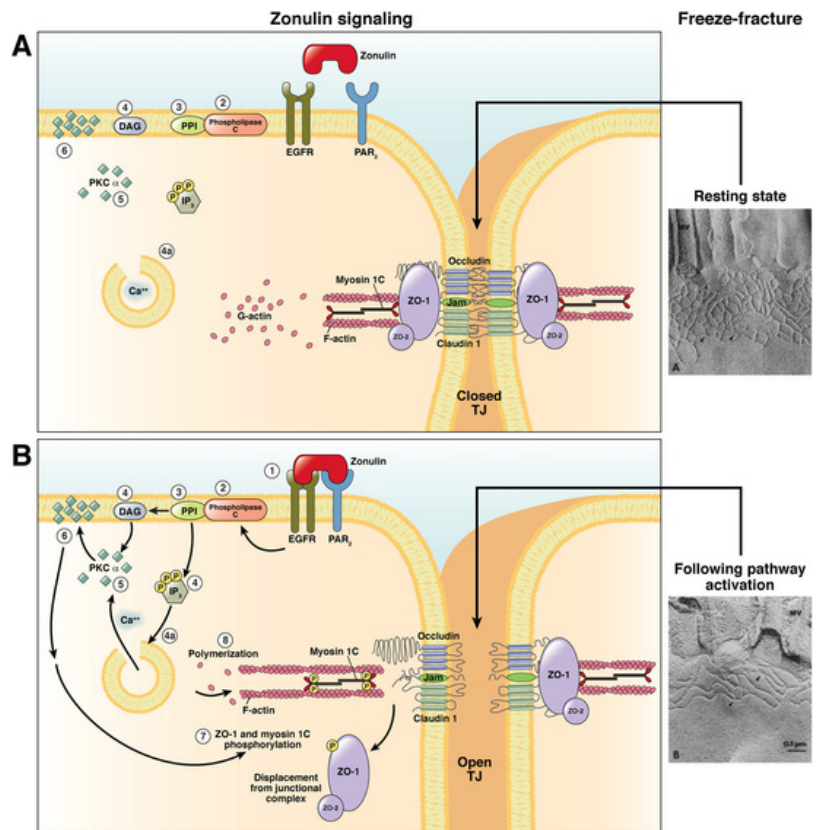 Zonulin signaling
Freeze-fracture
A
Zonulin
4
3
2
DAG
PPI
Phospholipase
C
EGFR
PAR2
6
PKC α
5
P
P
P
IP3
Resting state
MV
A
4a
Ca++
G-actin
Myosin 1C
F-actin
Occludin
ZO-1
Jam
ZO-1
ZO-2
ZO-2
Claudin 1
Closed
TJ
B
1
Zonulin
4
3
2
DAG
PPI
Phospholipase
C
EGFR
PAR2
6
PKC α
5
P
P
P
IP3
4
Ca++
4a
8
Polymerization
F-actin
Myosin 1C
P
P
P
P
Occludin
Jam
Claudin 1
ZO-1
ZO-2
7
ZO-1 and myosin 1C
phosphorylation
P
ZO-1
ZO-2
Displacement
from junctional
complex
Open
TJ
Following pathway
activation
MV
B
0.1µm